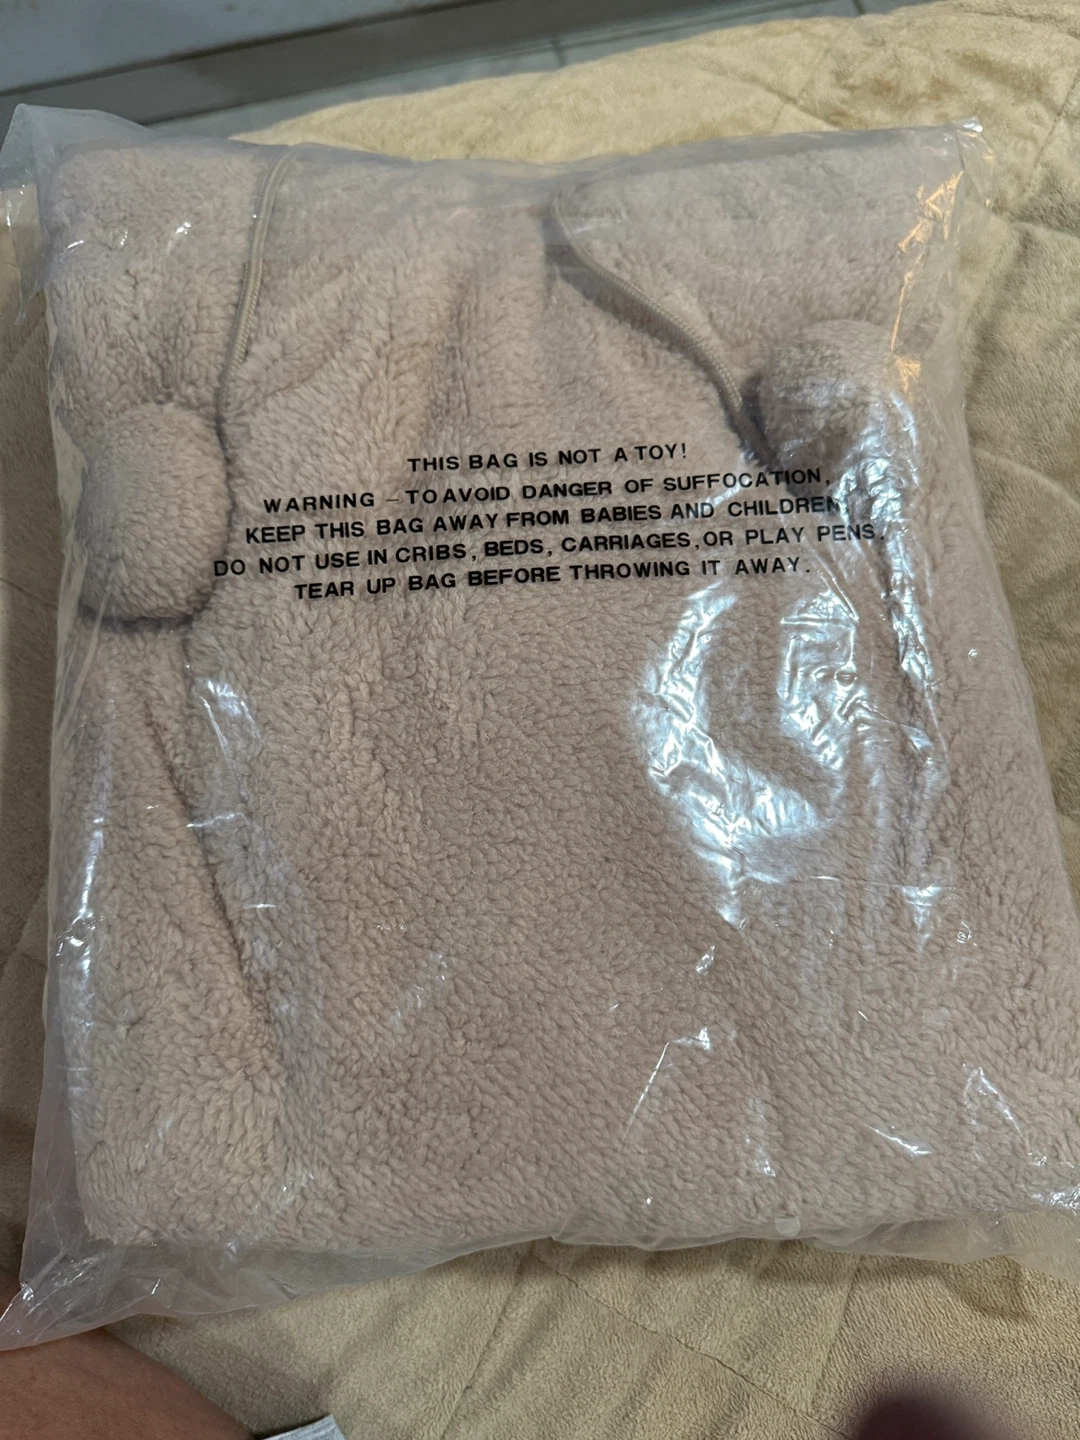 THIS BAG IS NOT A TOY!
WARNING – TO AVOID DANGER OF SUFFOCATION,
KEEP THIS BAG AWAY FROM BABIES AND CHILDREN.
DO NOT USE IN CRIBS, BEDS, CARRIAGES, OR PLAY PENS.
TEAR UP BAG BEFORE THROWING IT AWAY.